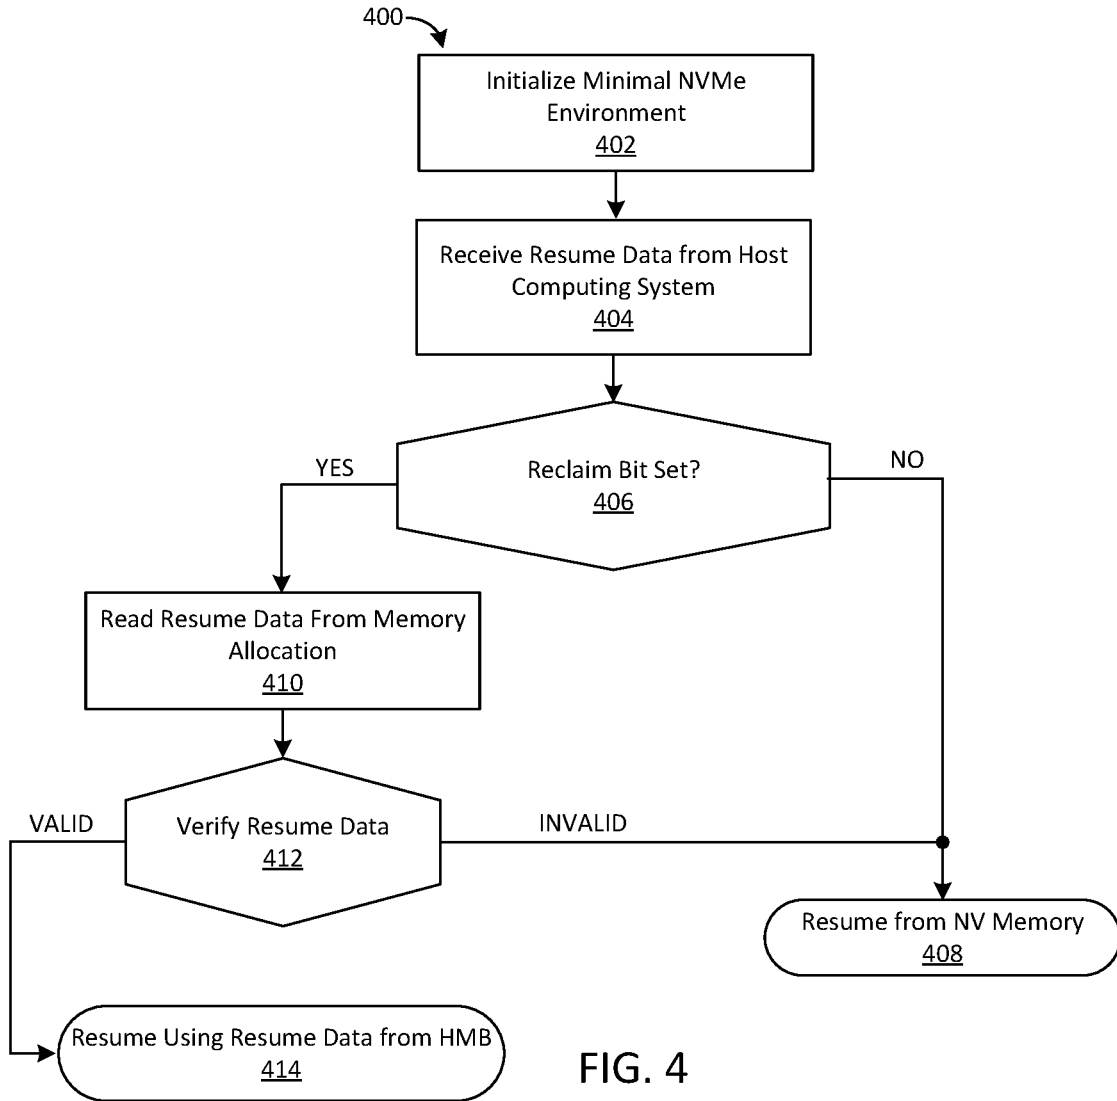 400
Initialize Minimal NVMe
Environment
402
Receive Resume Data from Host
Computing System
404
Reclaim Bit Set?
406
YES
NO
Read Resume Data From Memory
Allocation
410
VALID
Verify Resume Data
412
INVALID
Resume from NV Memory
408
Resume Using Resume Data from HMB
414
FIG. 4